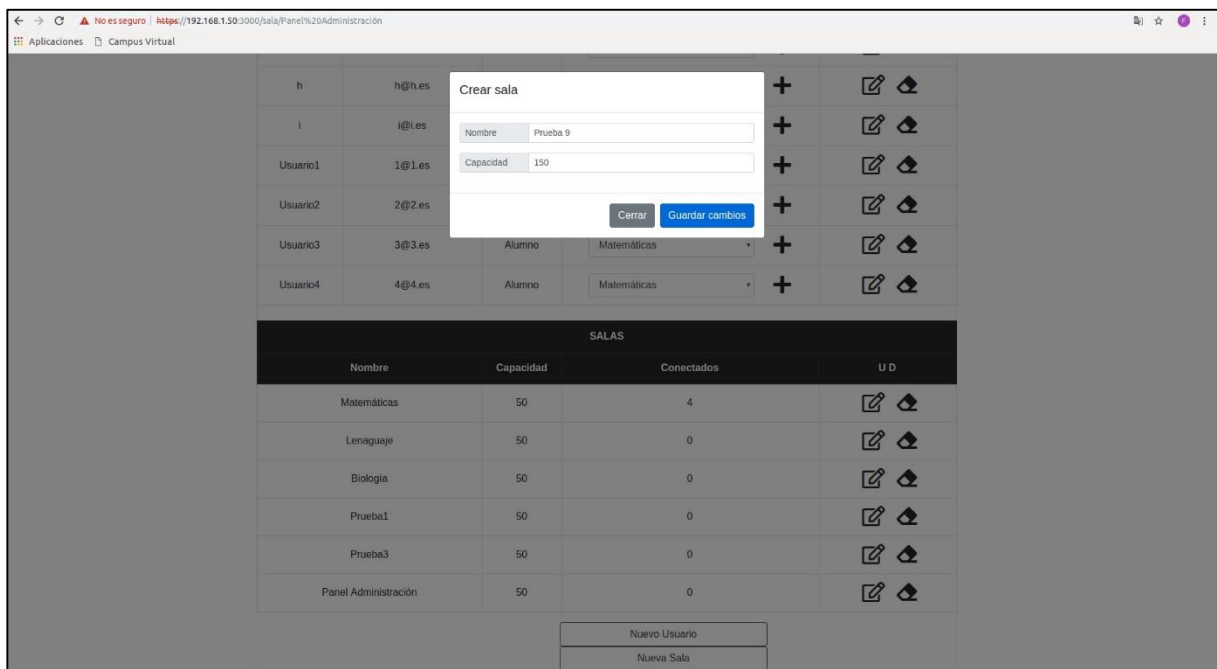 No es seguro | https://192.168.1.50:3000/sala/Panel%20Administración
Aplicaciones Campus Virtual
h h@h.es
i i@i.es
Usuario1 1@1.es
Usuario2 2@2.es
Usuario3 3@3.es Alumno Matemáticas
Usuario4 4@4.es Alumno Matemáticas
Crear sala
Nombre Prueba 9
Capacidad 150
Cerrar Guardar cambios
SALAS
Nombre Capacidad Conectados U D
Matemáticas 50 4
Lenaguaje 50 0
Biología 50 0
Prueba1 50 0
Prueba3 50 0
Panel Administración 50 0
Nuevo Usuario
Nueva Sala